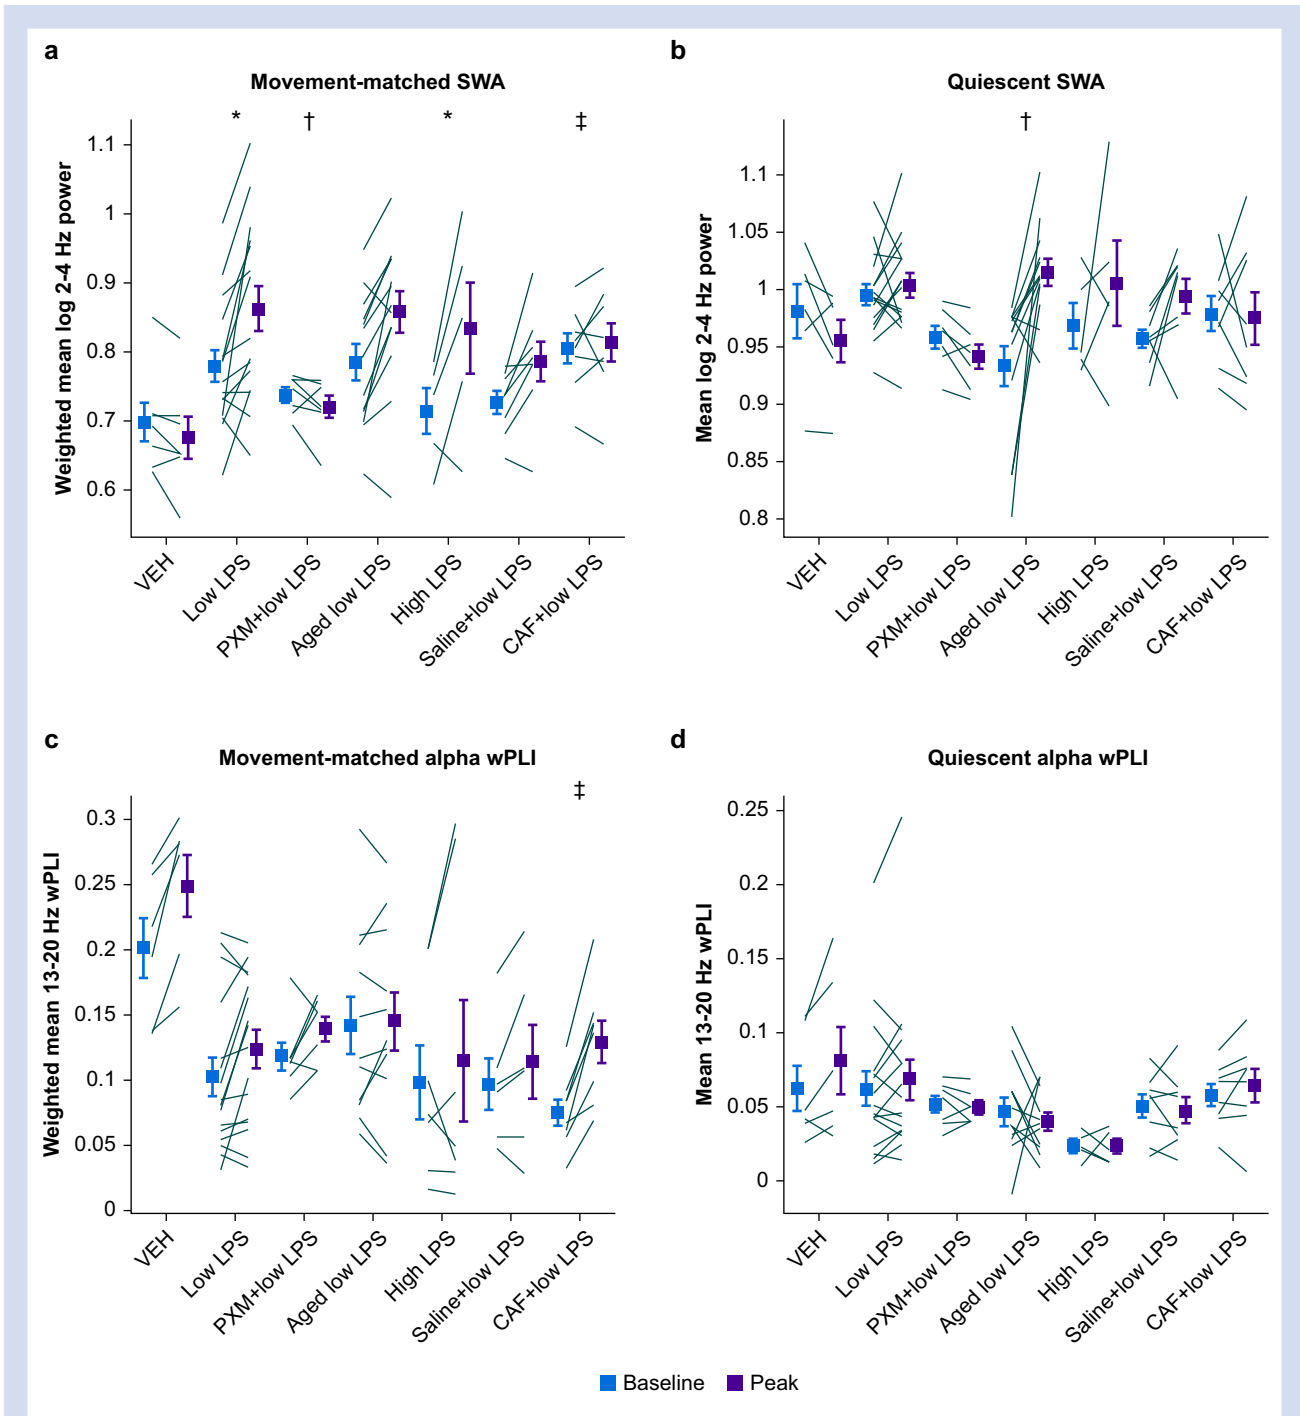 a
Movement-matched SWA
* † * ‡
Weighted mean log 2-4 Hz power
1.1
1
0.9
0.8
0.7
0.6
VEH
Low LPS
PXM+low LPS
Aged low LPS
High LPS
Saline+low LPS
CAF+low LPS
b
Quiescent SWA
†
Mean log 2-4 Hz power
1.1
1.05
1
0.95
0.9
0.85
0.8
VEH
Low LPS
PXM+low LPS
Aged low LPS
High LPS
Saline+low LPS
CAF+low LPS
c
Movement-matched alpha wPLI
‡
Weighted mean 13-20 Hz wPLI
0.3
0.25
0.2
0.15
0.1
0.05
0
VEH
Low LPS
PXM+low LPS
Aged low LPS
High LPS
Saline+low LPS
CAF+low LPS
d
Quiescent alpha wPLI
Mean 13-20 Hz wPLI
0.25
0.2
0.15
0.1
0.05
0
VEH
Low LPS
PXM+low LPS
Aged low LPS
High LPS
Saline+low LPS
CAF+low LPS
Baseline Peak